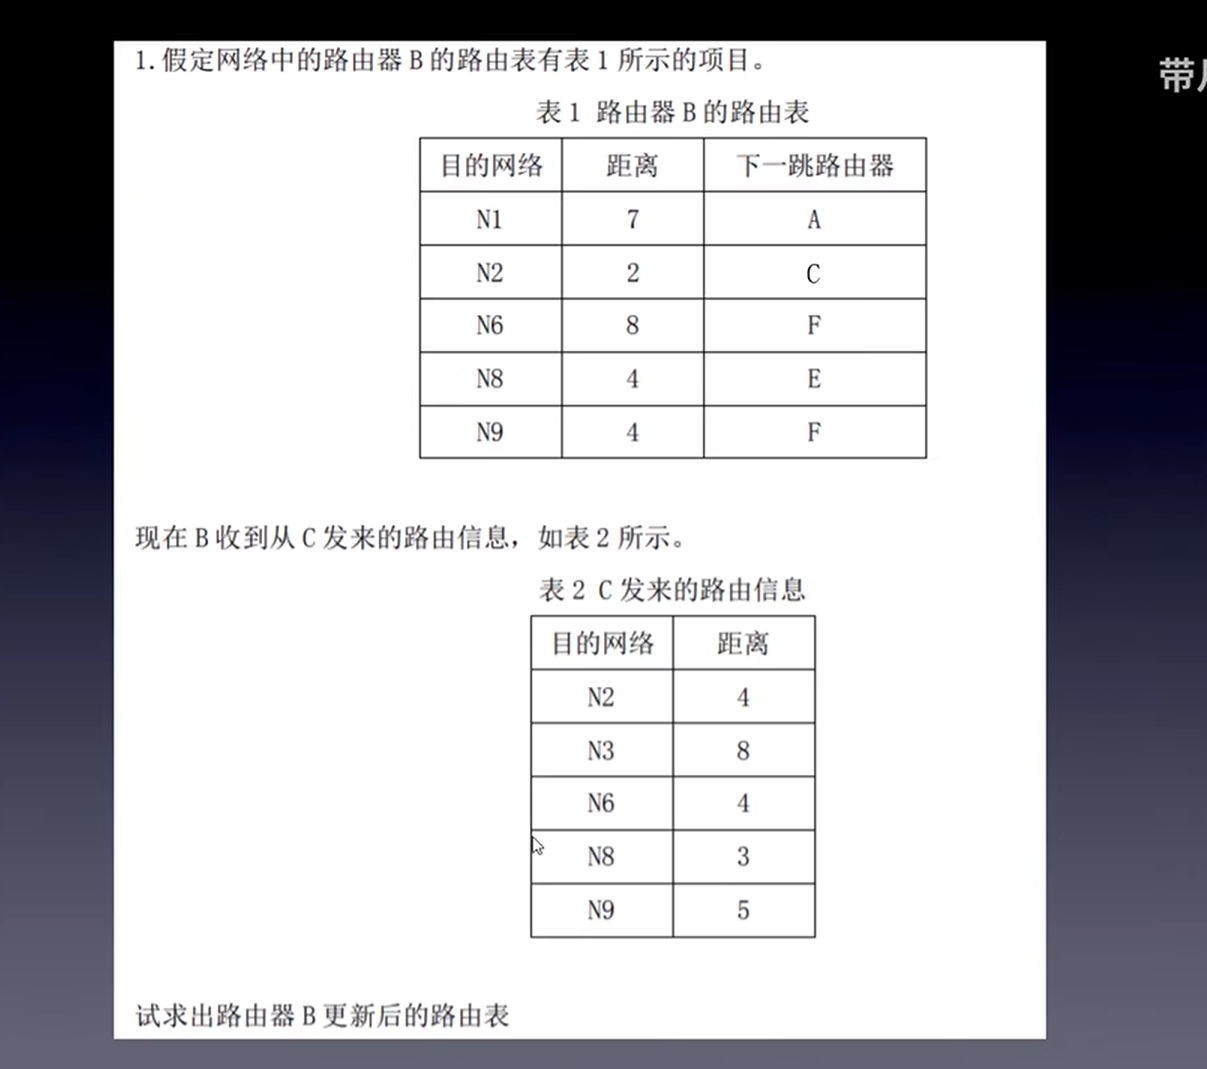 1.假定网络中的路由器 B 的路由表有表 1 所示的项目。
带
表 1 路由器 B 的路由表
目的网络 距离 下一跳路由器
N1 7 A
N2 2 C
N6 8 F
N8 4 E
N9 4 F
现在 B 收到从 C 发来的路由信息，如表 2 所示。
表 2 C 发来的路由信息
目的网络 距离
N2 4
N3 8
N6 4
N8 3
N9 5
试求出路由器 B 更新后的路由表